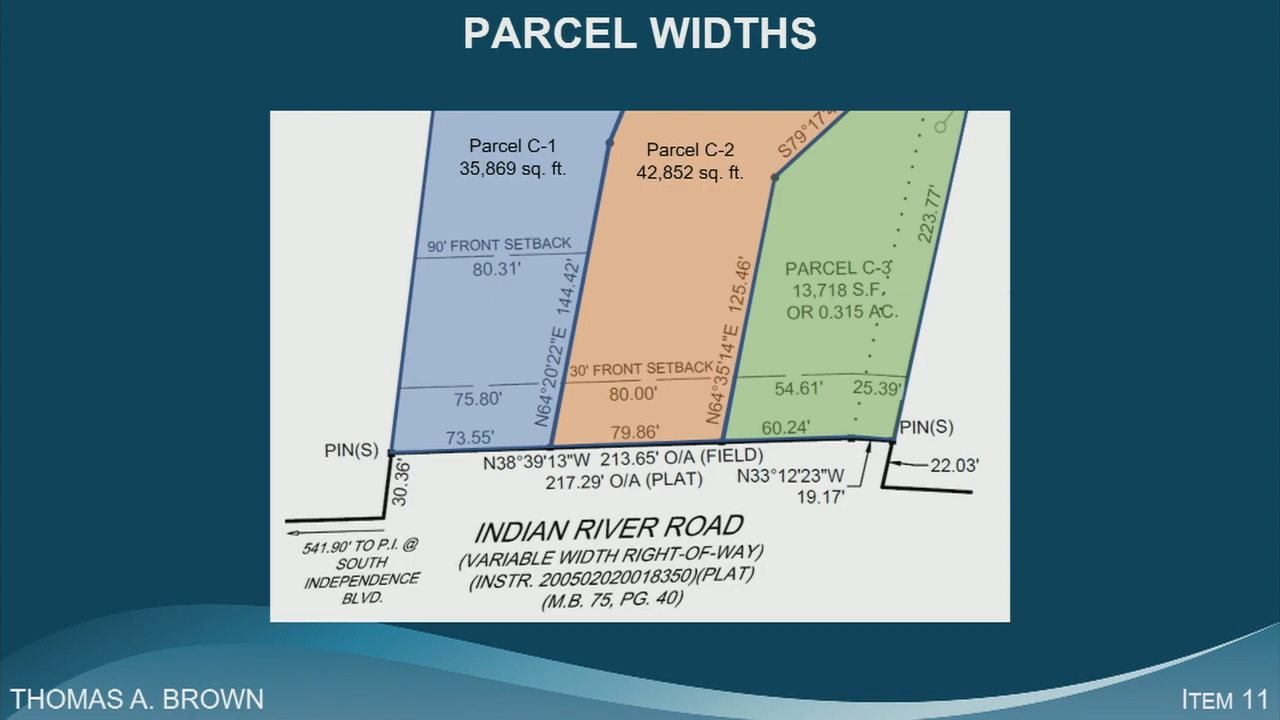 PARCEL WIDTHS
Parcel C-1
35,869 sq. ft.
Parcel C-2
42,852 sq. ft.
S79°17'
223.77'
90' FRONT SETBACK
80.31'
N64°20'22"E 144.42'
N64°35'14"E 125.46'
PARCEL C-3
13,718 S.F.
OR 0.315 AC.
30' FRONT SETBACK
75.80'
80.00'
54.61'
25.39'
73.55'
79.86'
60.24'
PIN(S)
PIN(S)
30.36'
N38°39'13"W 213.65' O/A (FIELD)
217.29' O/A (PLAT)
N33°12'23"W
19.17'
22.03'
INDIAN RIVER ROAD
(VARIABLE WIDTH RIGHT-OF-WAY)
(INSTR. 200502020018350)(PLAT)
(M.B. 75, PG. 40)
541.90' TO P.I. @
SOUTH
INDEPENDENCE
BLVD.
THOMAS A. BROWN
ITEM 11